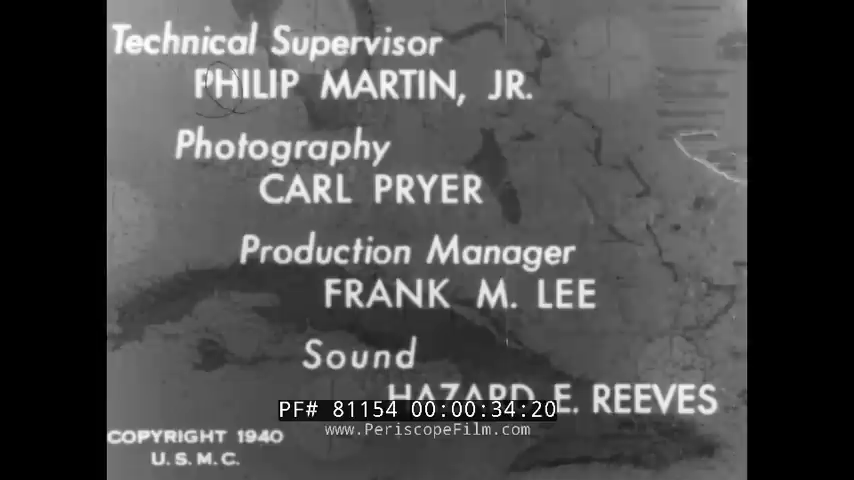 Technical Supervisor
PHILIP MARTIN, JR.
Photography
CARL PRYER
Production Manager
FRANK M. LEE
Sound
HAZARD E. REEVES
PF# 81154 00:00:34:20
www.PeriscopeFilm.com
COPYRIGHT 1940
U.S.M.C.